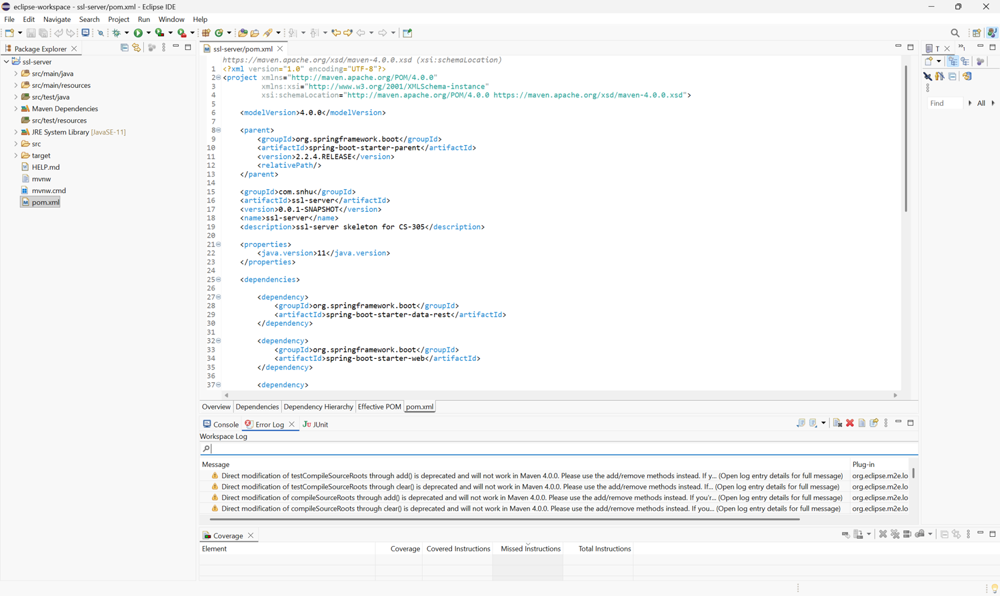 eclipse-workspace - ssl-server/pom.xml - Eclipse IDE
File Edit Navigate Search Project Run Window Help
Package Explorer
ssl-server
src/main/java
src/main/resources
src/test/java
Maven Dependencies
src/test/resources
JRE System Library [JavaSE-11]
src
target
HELP.md
mvnw
mvnw.cmd
pom.xml
ssl-server/pom.xml
https://maven.apache.org/xsd/maven-4.0.0.xsd (xsi:schemaLocation)
1 <?xml version="1.0" encoding="UTF-8"?>
2 <project xmlns="http://maven.apache.org/POM/4.0.0"
3 xmlns:xsi="http://www.w3.org/2001/XMLSchema-instance"
4 xsi:schemaLocation="http://maven.apache.org/POM/4.0.0 https://maven.apache.org/xsd/maven-4.0.0.xsd">
5
6 <modelVersion>4.0.0</modelVersion>
7
8 <parent>
9 <groupId>org.springframework.boot</groupId>
10 <artifactId>spring-boot-starter-parent</artifactId>
11 <version>2.2.4.RELEASE</version>
12 <relativePath/>
13 </parent>
14
15 <groupId>com.snhu</groupId>
16 <artifactId>ssl-server</artifactId>
17 <version>0.0.1-SNAPSHOT</version>
18 <name>ssl-server</name>
19 <description>ssl-server skeleton for CS-305</description>
20
21 <properties>
22 <java.version>11</java.version>
23 </properties>
24
25 <dependencies>
26
27 <dependency>
28 <groupId>org.springframework.boot</groupId>
29 <artifactId>spring-boot-starter-data-rest</artifactId>
30 </dependency>
31
32 <dependency>
33 <groupId>org.springframework.boot</groupId>
34 <artifactId>spring-boot-starter-web</artifactId>
35 </dependency>
36
37 <dependency>
Overview Dependencies Dependency Hierarchy Effective POM pom.xml
T
1
Find All
Console Error Log JUnit
Workspace Log
Message Plug-in
Direct modification of testCompileSourceRoots through add() is deprecated and will not work in Maven 4.0.0. Please use the add/remove methods instead. If y... (Open log entry details for full message) org.eclipse.m2e.lo
Direct modification of testCompileSourceRoots through clear() is deprecated and will not work in Maven 4.0.0. Please use the add/remove methods instead. If... (Open log entry details for full message) org.eclipse.m2e.lo
Direct modification of compileSourceRoots through add() is deprecated and will not work in Maven 4.0.0. Please use the add/remove methods instead. If you'r... (Open log entry details for full message) org.eclipse.m2e.lo
Direct modification of compileSourceRoots through clear() is deprecated and will not work in Maven 4.0.0. Please use the add/remove methods instead. If you... (Open log entry details for full message) org.eclipse.m2e.lo
Coverage
Element Coverage Covered Instructions Missed Instructions Total Instructions